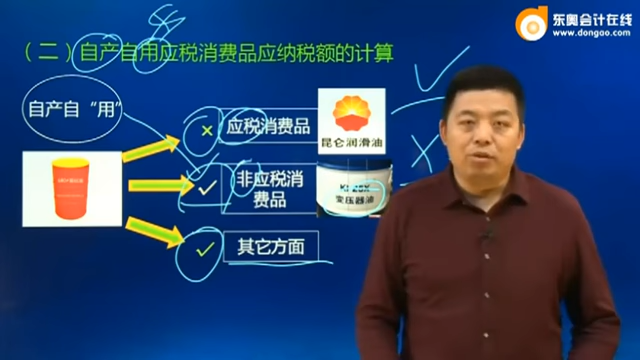 东奥会计在线
www.dongao.com
（二）自产自用应税消费品应纳税额的计算
自产自“用”
应税消费品
昆仑润滑油
非应税消
费品
KI-25X
变压器油
其它方面